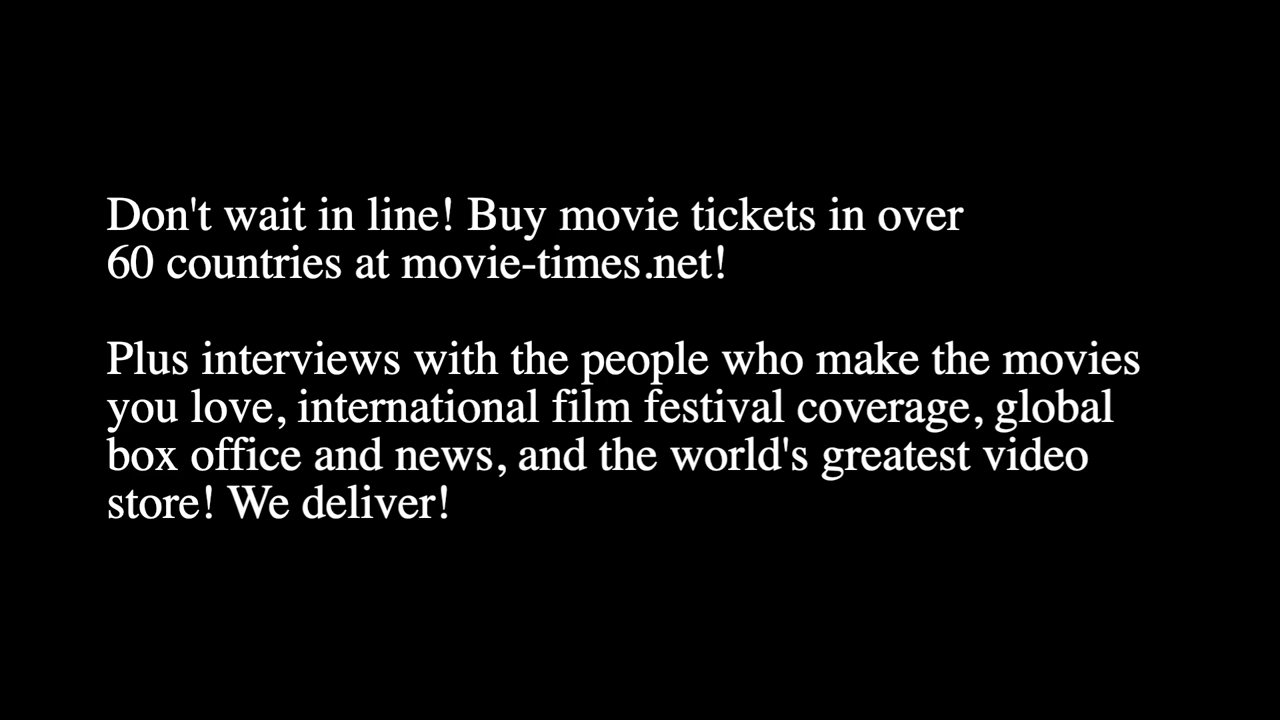 Don't wait in line! Buy movie tickets in over
60 countries at movie-times.net!
Plus interviews with the people who make the movies
you love, international film festival coverage, global
box office and news, and the world's greatest video
store! We deliver!